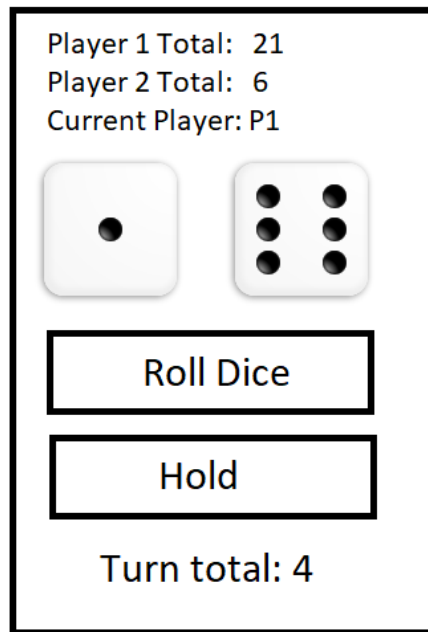 Player 1 Total: 21
Player 2 Total: 6
Current Player: P1
Roll Dice
Hold
Turn total: 4